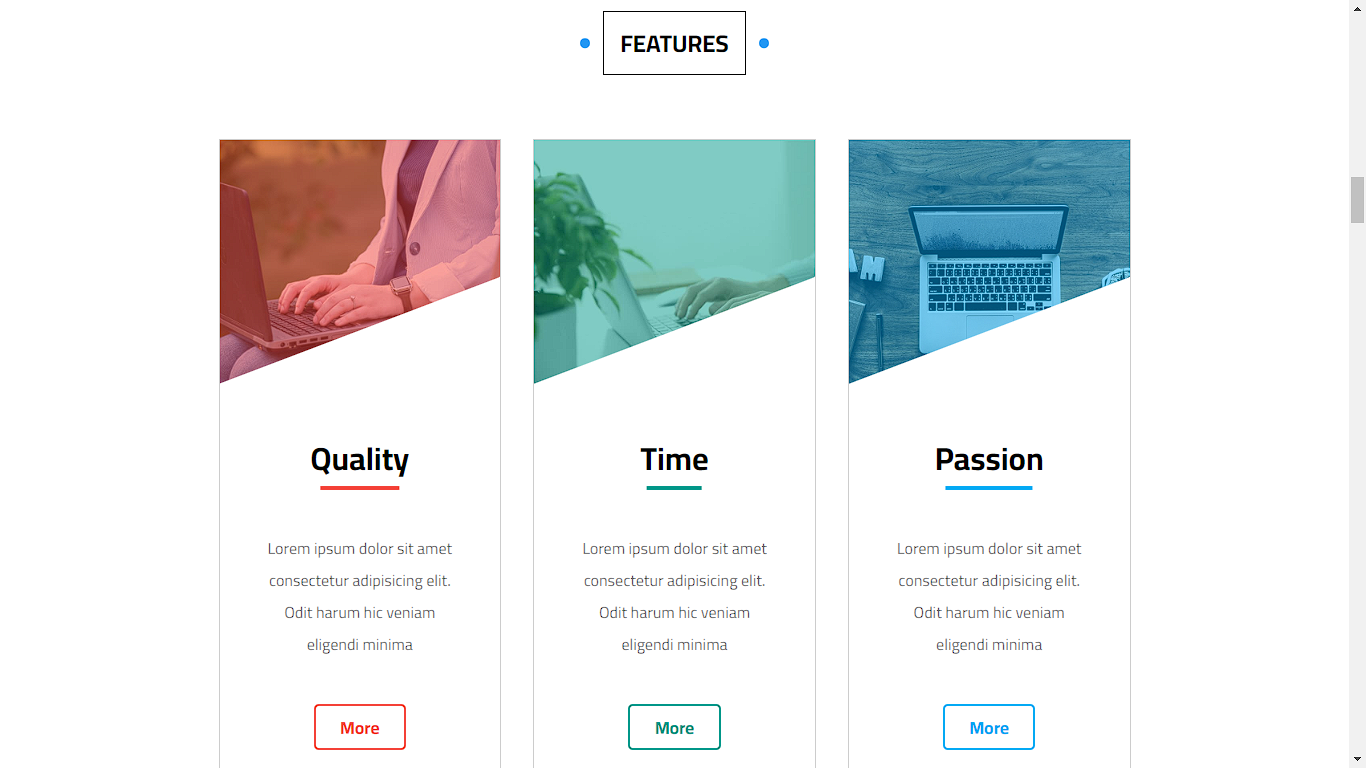 FEATURES
Quality
Lorem ipsum dolor sit amet
consectetur adipisicing elit.
Odit harum hic veniam
eligendi minima
More
Time
Lorem ipsum dolor sit amet
consectetur adipisicing elit.
Odit harum hic veniam
eligendi minima
More
Passion
Lorem ipsum dolor sit amet
consectetur adipisicing elit.
Odit harum hic veniam
eligendi minima
More